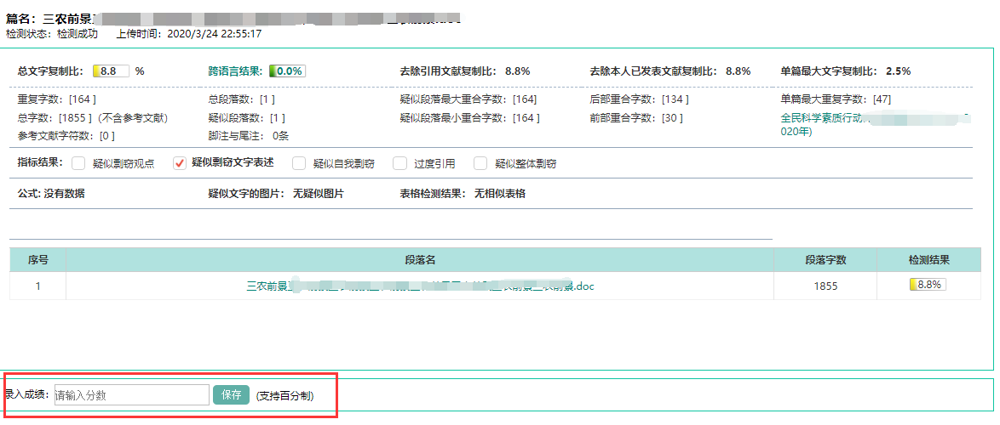 篇名：三农前景
检测状态：检测成功 上传时间：2020/3/24 22:55:17
总文字复制比： 8.8 % 跨语言结果： 0.0% 去除引用文献复制比： 8.8% 去除本人已发表文献复制比： 8.8% 单篇最大文字复制比： 2.5%
重复字数：[164 ] 总段落数：[1 ] 疑似段落最大重合字数：[164] 后部重合字数：[134 ] 单篇最大重复字数：[47]
总字数：[1855 ]（不含参考文献） 疑似段落数：[1 ] 疑似段落最小重合字数：[164 ] 前部重合字数：[30 ] 全民科学素质行动
020年)
参考文献字符数：[0 ] 脚注与尾注： 0条
指标结果： 疑似剽窃观点 疑似剽窃文字表述 疑似自我剽窃 过度引用 疑似整体剽窃
公式: 没有数据 疑似文字的图片： 无疑似图片 表格检测结果： 无相似表格
序号 段落名 段落字数 检测结果
1 三农前景 .doc 1855 8.8%
录入成绩： 请输入分数 保存 (支持百分制)